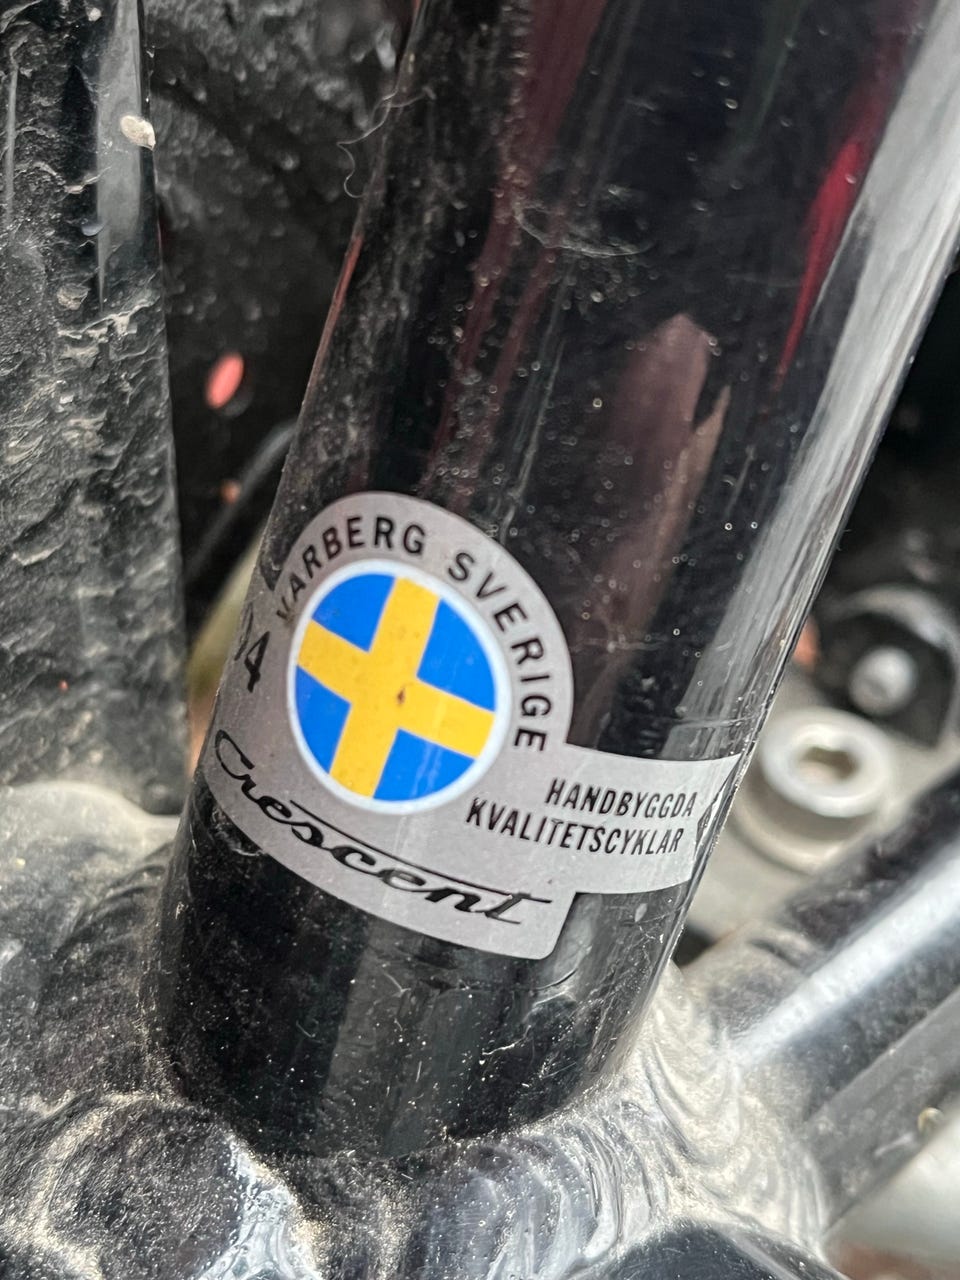 VARBERG SVERIGE
HANDBYGGDA
KVALITETSCYKLAR
Crescent